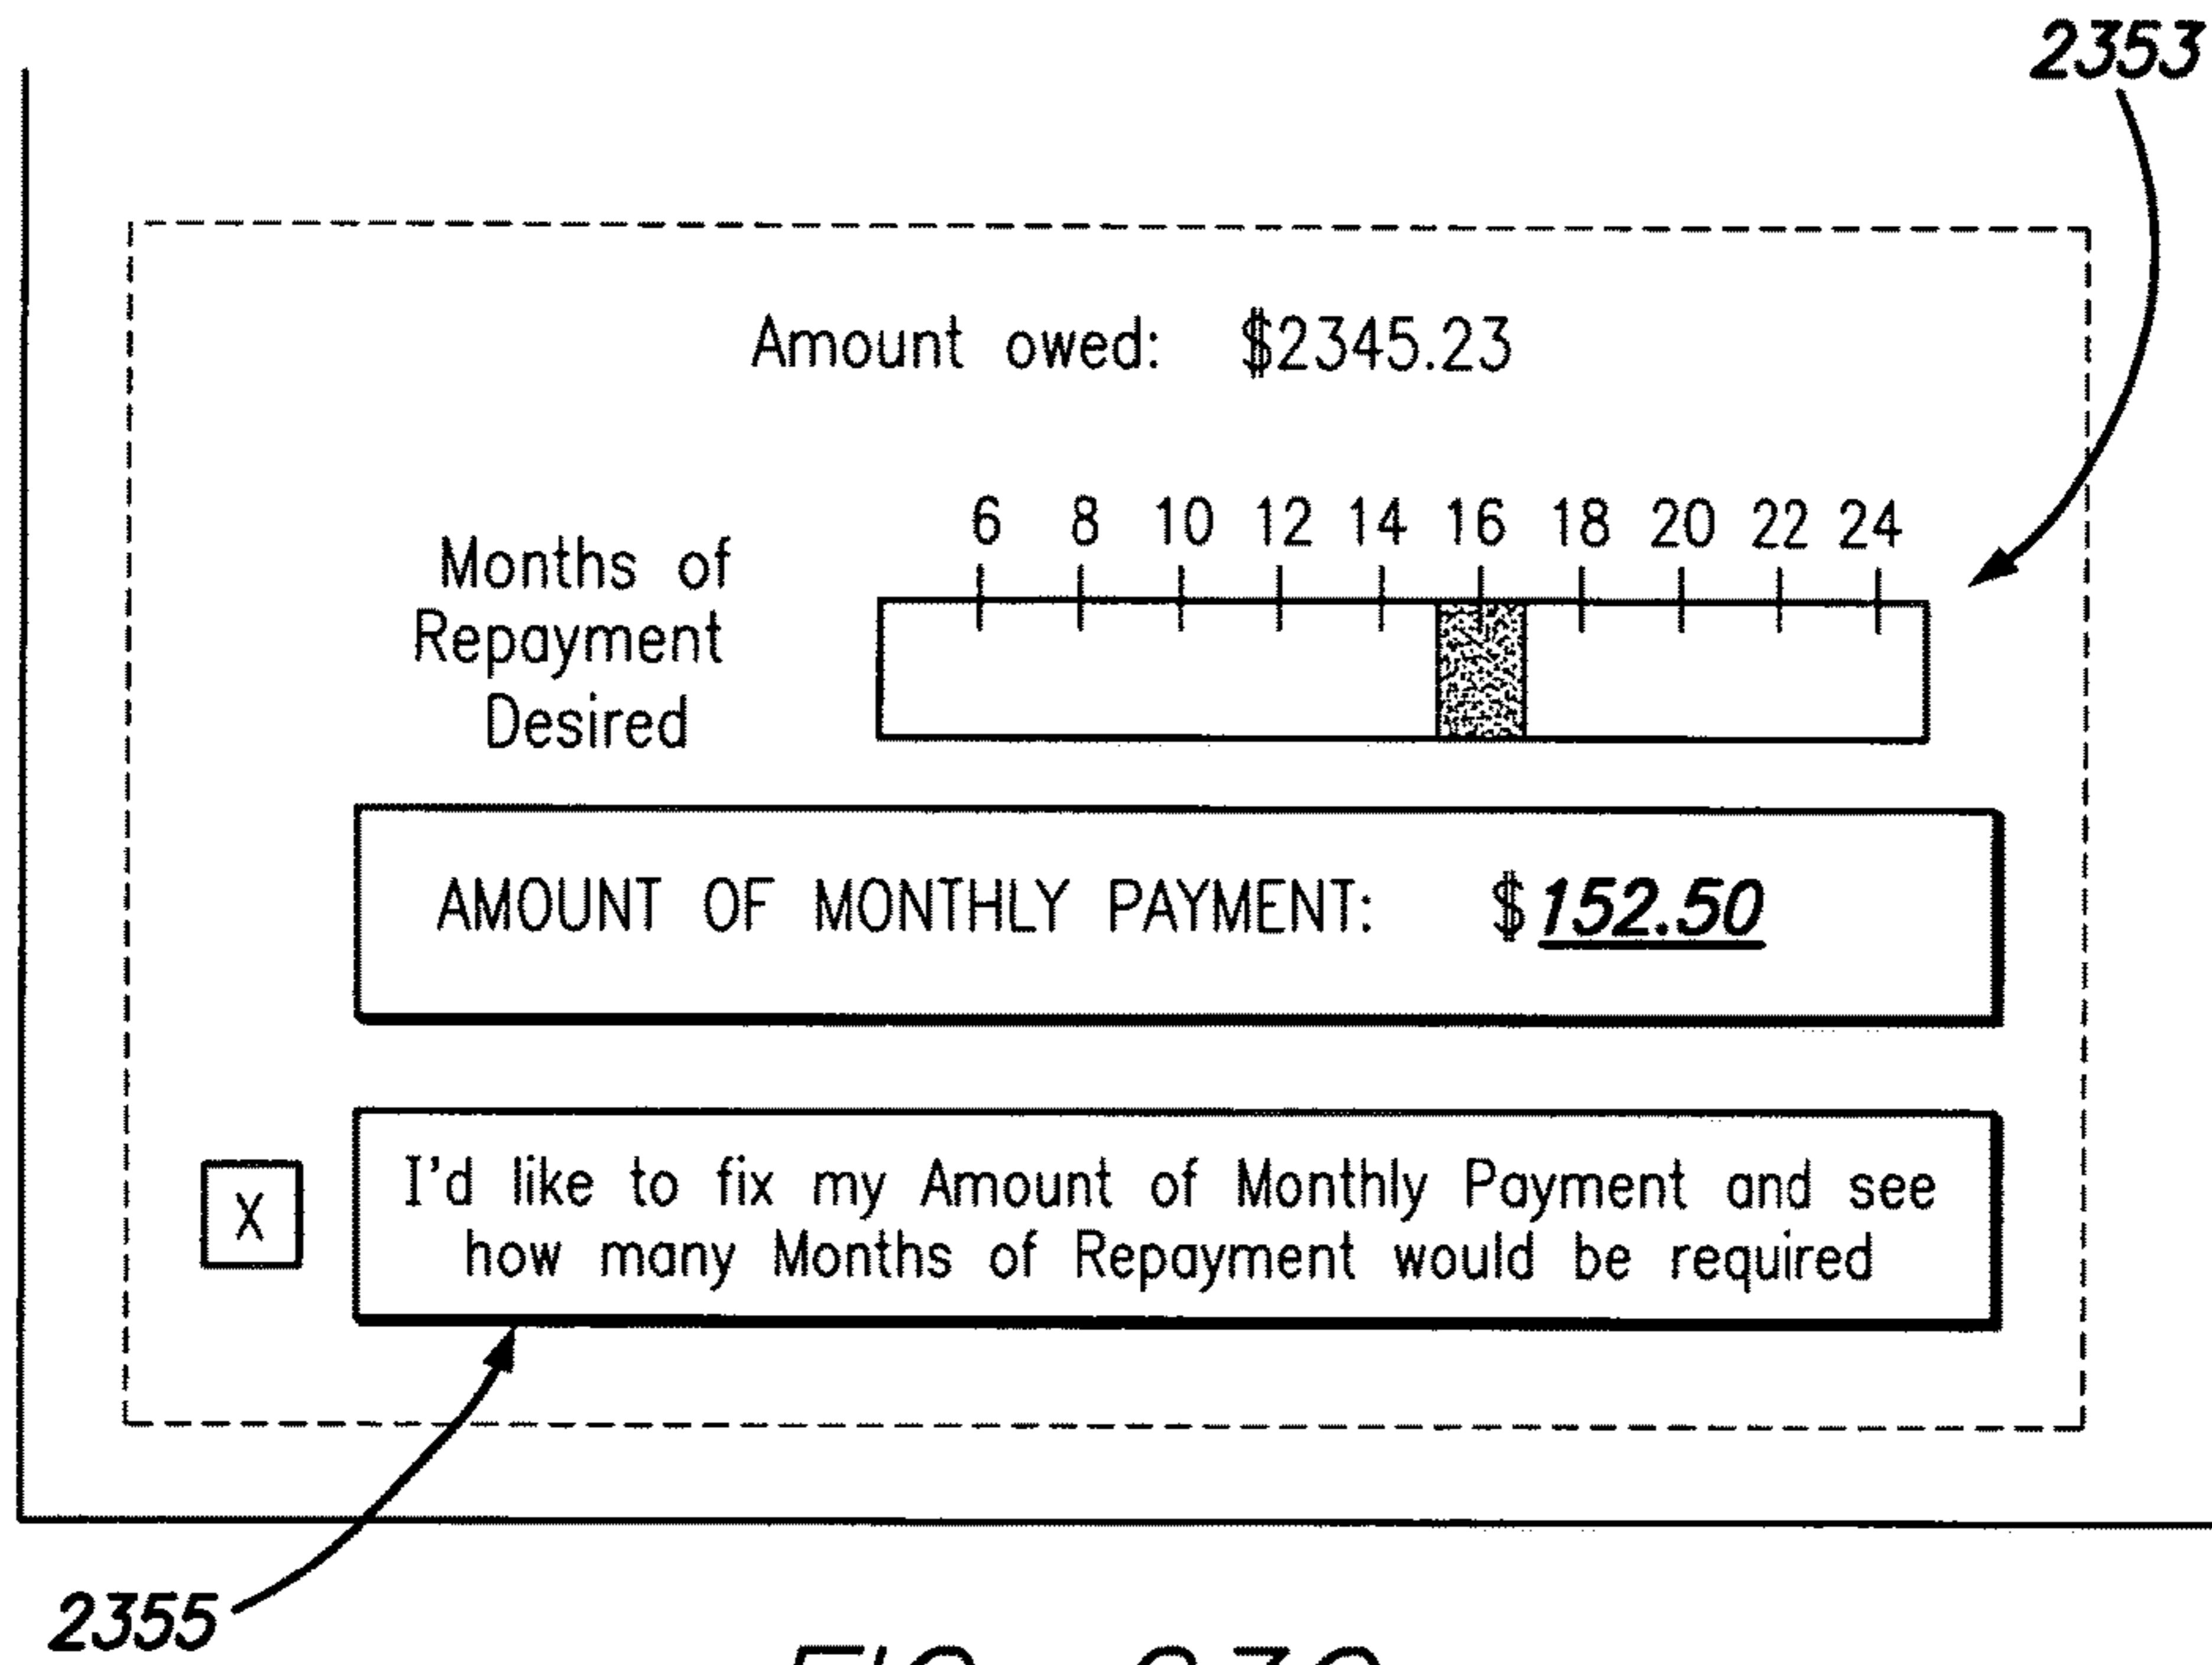 2353
Amount owed: $2345.23
6 8 10 12 14 16 18 20 22 24
Months of
Repayment
Desired
AMOUNT OF MONTHLY PAYMENT: $152.50
X
I'd like to fix my Amount of Monthly Payment and see
how many Months of Repayment would be required
2355